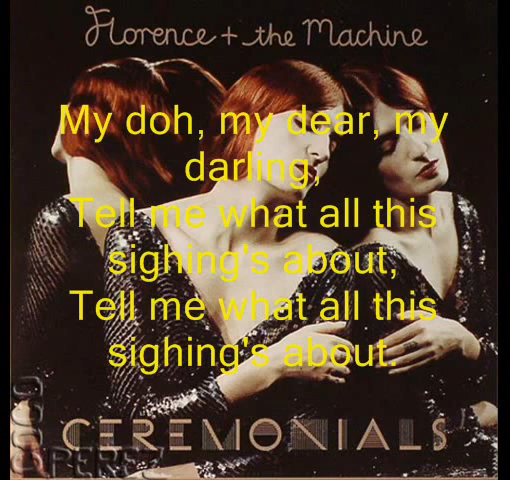 Florence + the Machine
My doh, my dear, my
darling,
Tell me what all this
sighing's about,
Tell me what all this
sighing's about.
CEREMONIALS
PEREZ